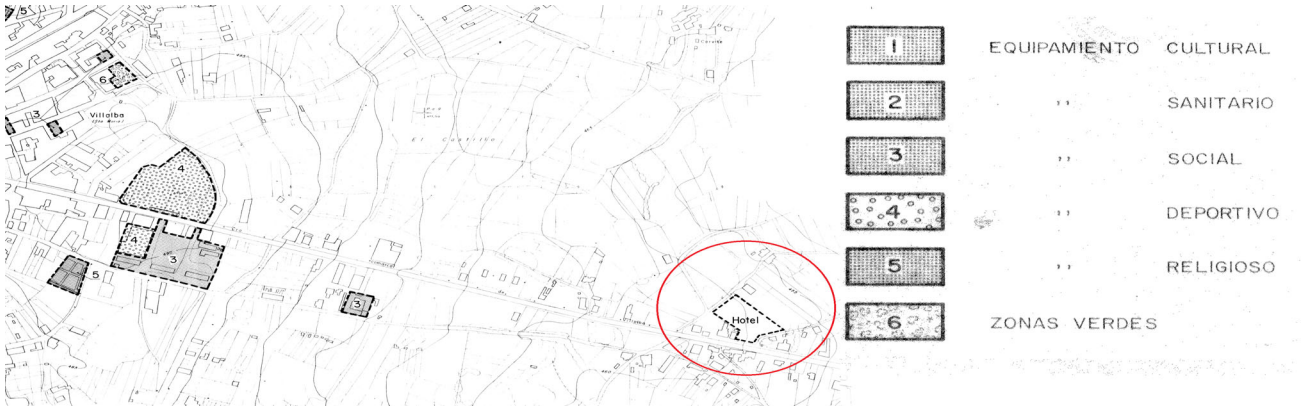 5
6
3
Villalba
4
4
3
5
3
Hotel
El Castillo
1 EQUIPAMIENTO CULTURAL
2 ,, SANITARIO
3 ,, SOCIAL
4 ,, DEPORTIVO
5 ,, RELIGIOSO
6 ZONAS VERDES